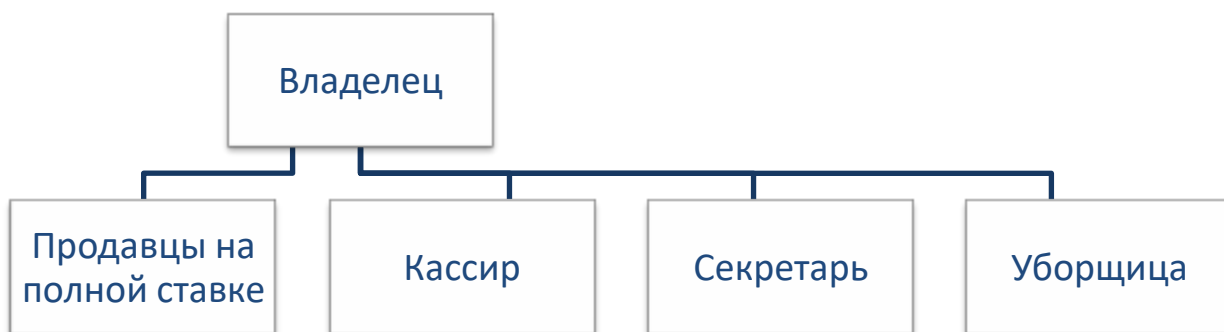 Владелец
Продавцы на
полной ставке
Кассир
Секретарь
Уборщица